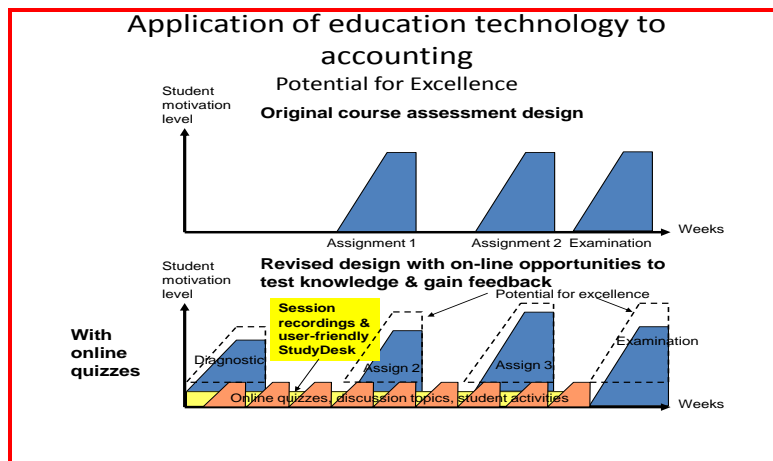 Application of education technology to
accounting
Potential for Excellence
Student
motivation
level
Original course assessment design
Weeks
Assignment 1
Assignment 2
Examination
Student
motivation
level
Revised design with on-line opportunities to
test knowledge & gain feedback
Potential for excellence
Session
recordings &
user-friendly
StudyDesk
With
online
quizzes
Diagnostic
Assign 2
Assign 3
Examination
Online quizzes, discussion topics, student activities
Weeks